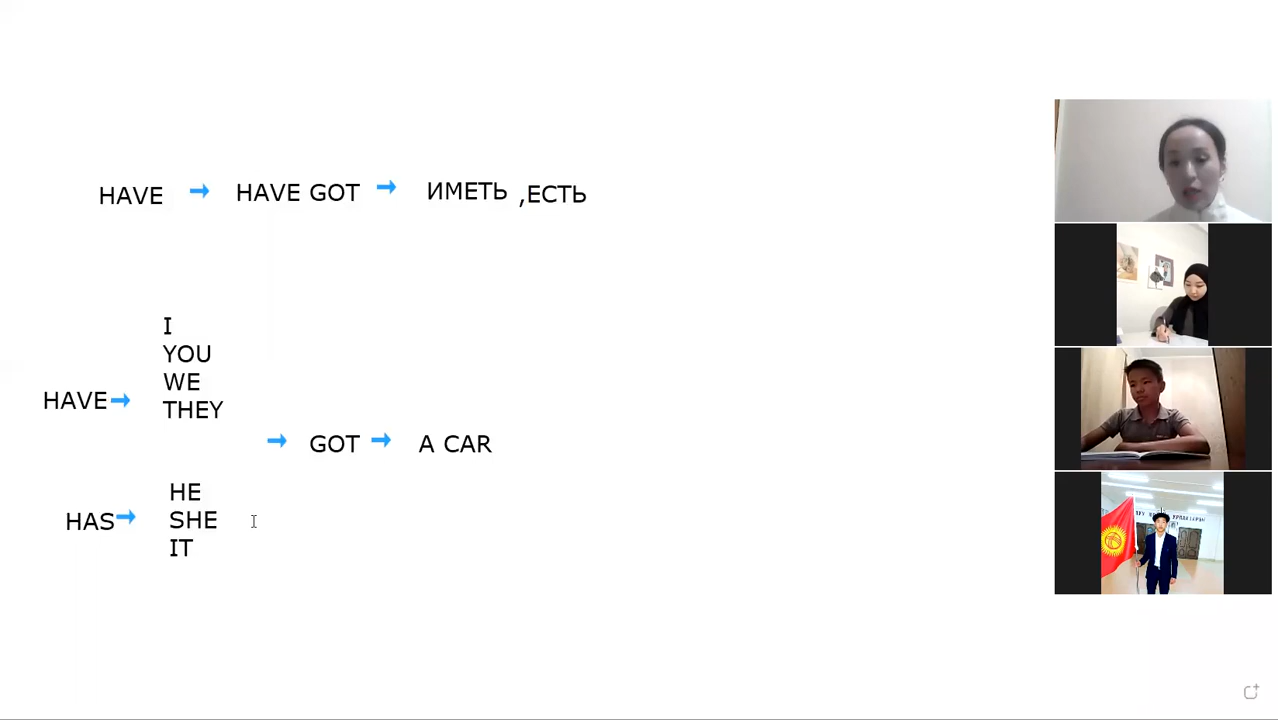 HAVE HAVE GOT ИМЕТЬ ,ЕСТЬ
I
YOU
WE
HAVE THEY
GOT A CAR
HE
HAS SHE
IT